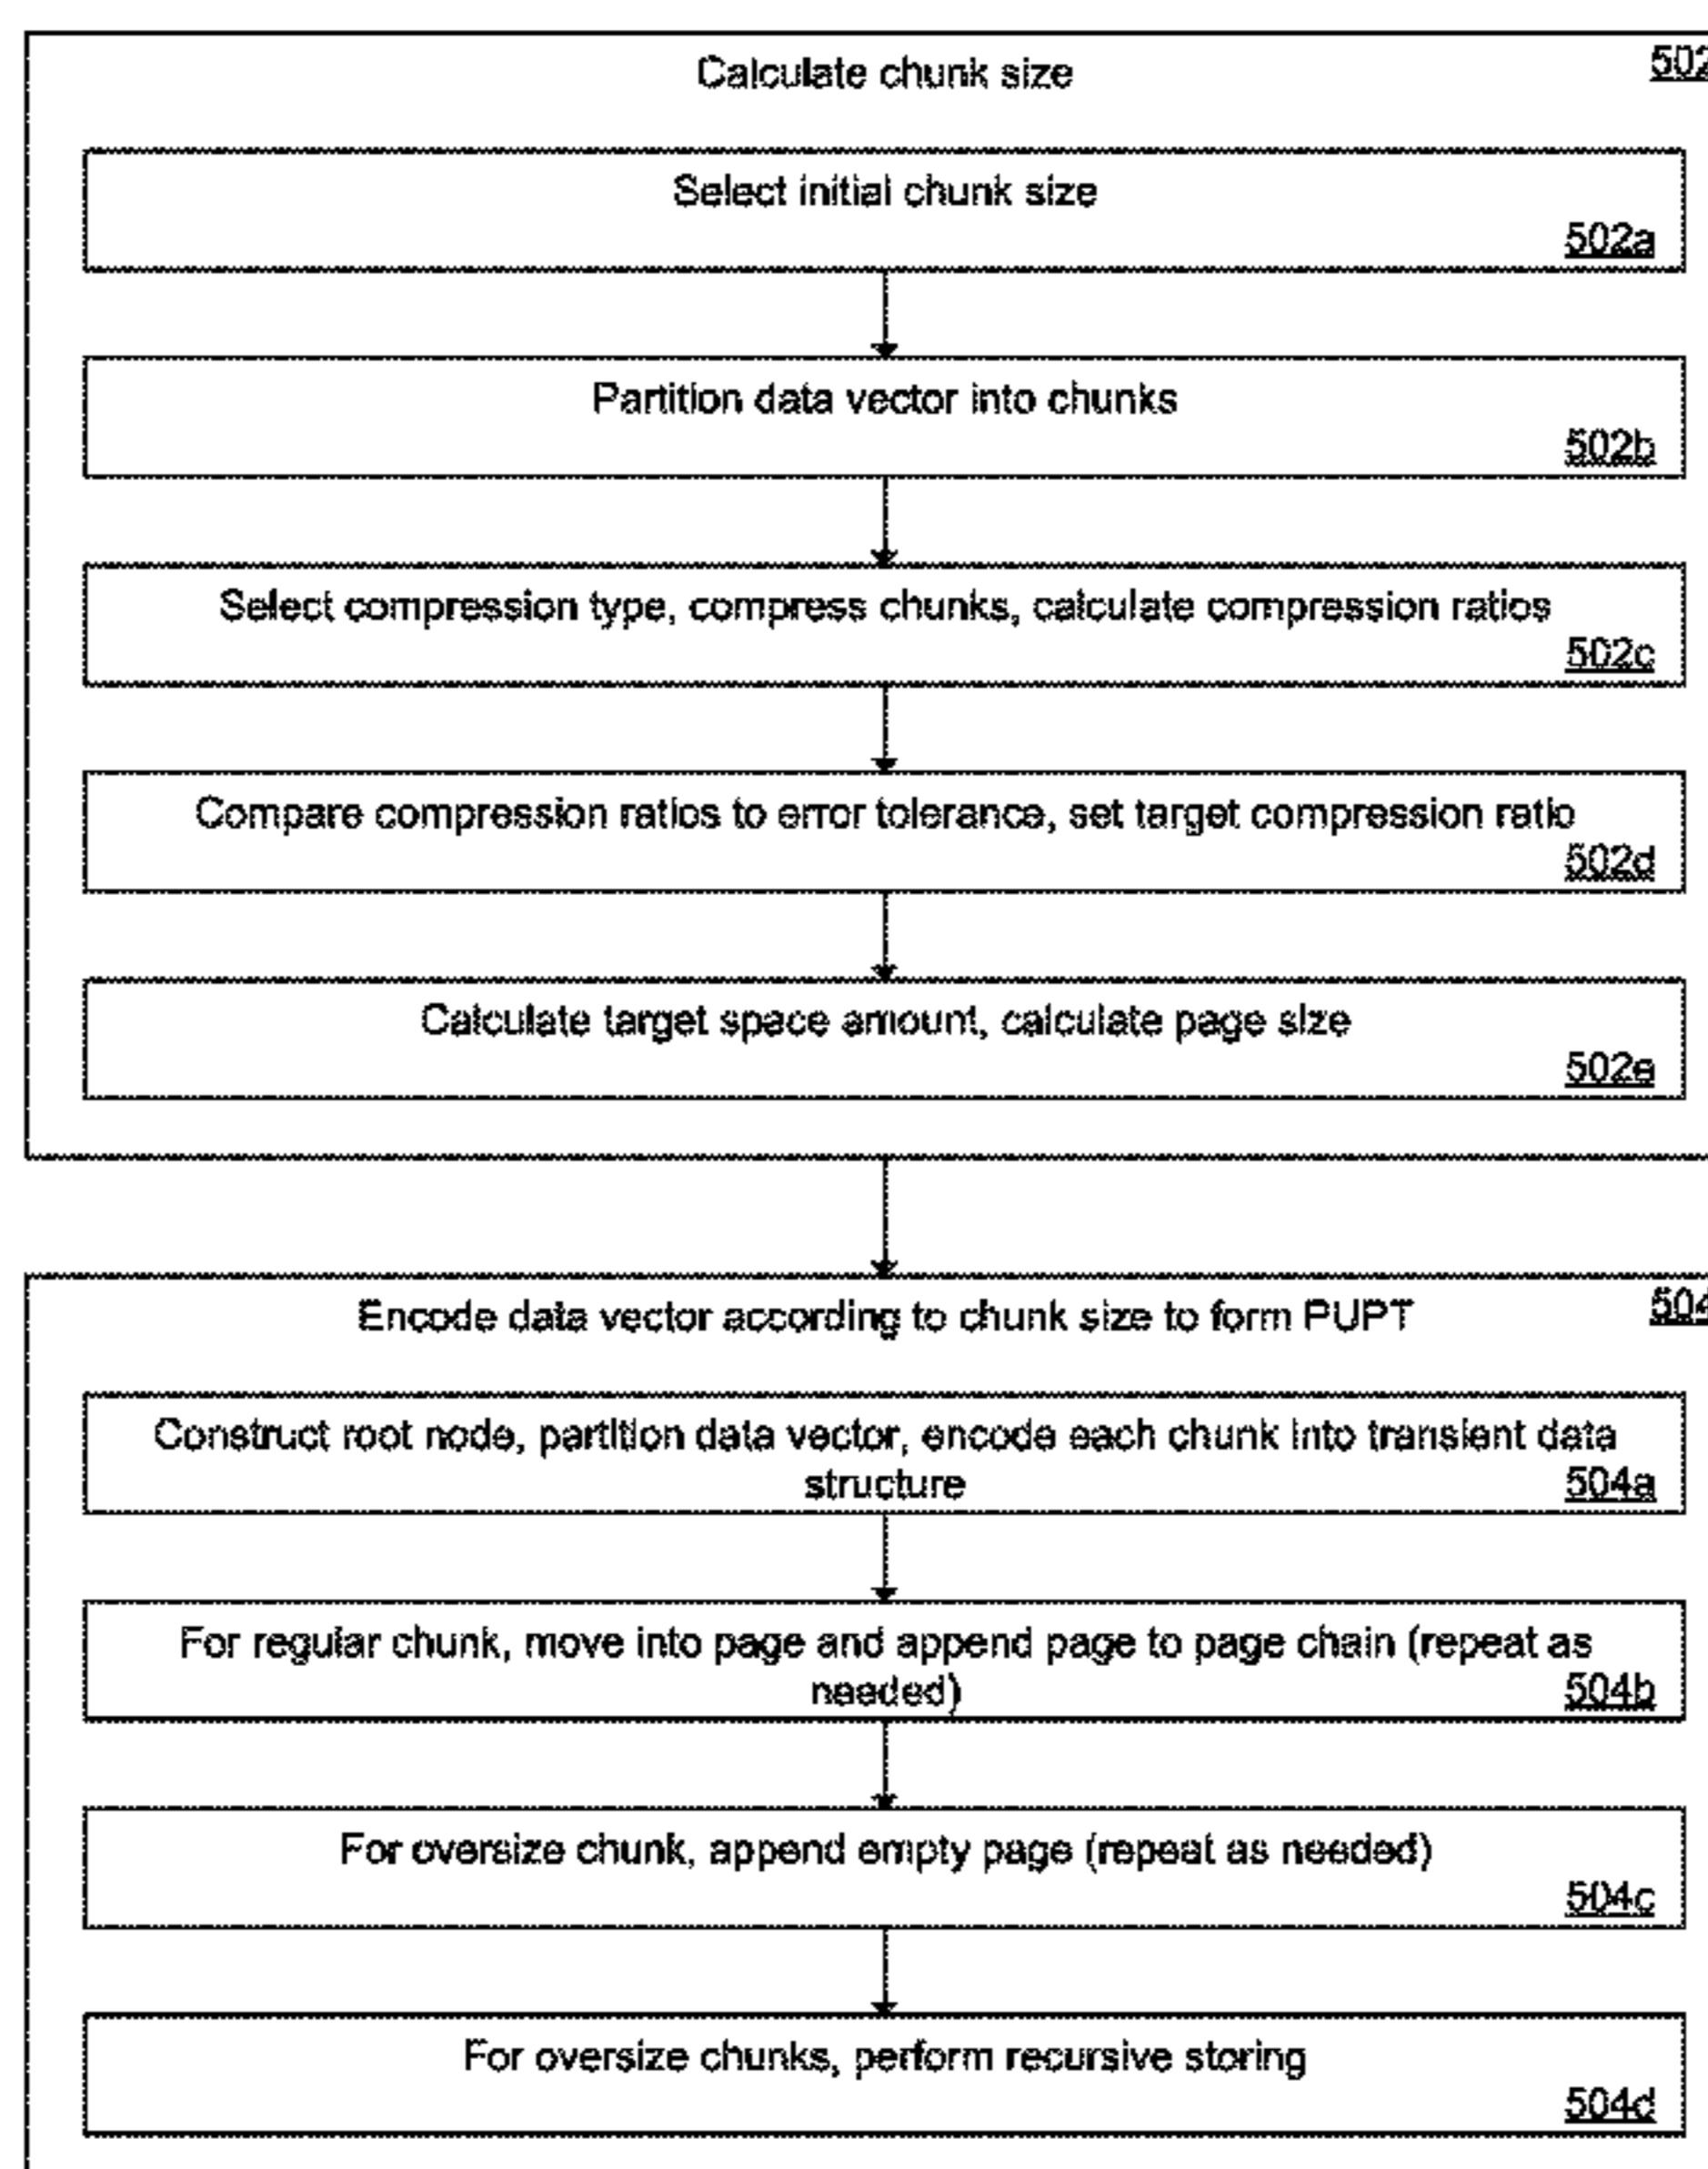 Calculate chunk size 502
Select initial chunk size
502a
Partition data vector into chunks
502b
Select compression type, compress chunks, calculate compression ratios
502c
Compare compression ratios to error tolerance, set target compression ratio
502d
Calculate target space amount, calculate page size
502e
Encode data vector according to chunk size to form PUPT 504
Construct root node, partition data vector, encode each chunk into transient data
structure 504a
For regular chunk, move into page and append page to page chain (repeat as
needed) 504b
For oversize chunk, append empty page (repeat as needed)
504c
For oversize chunks, perform recursive storing
504d